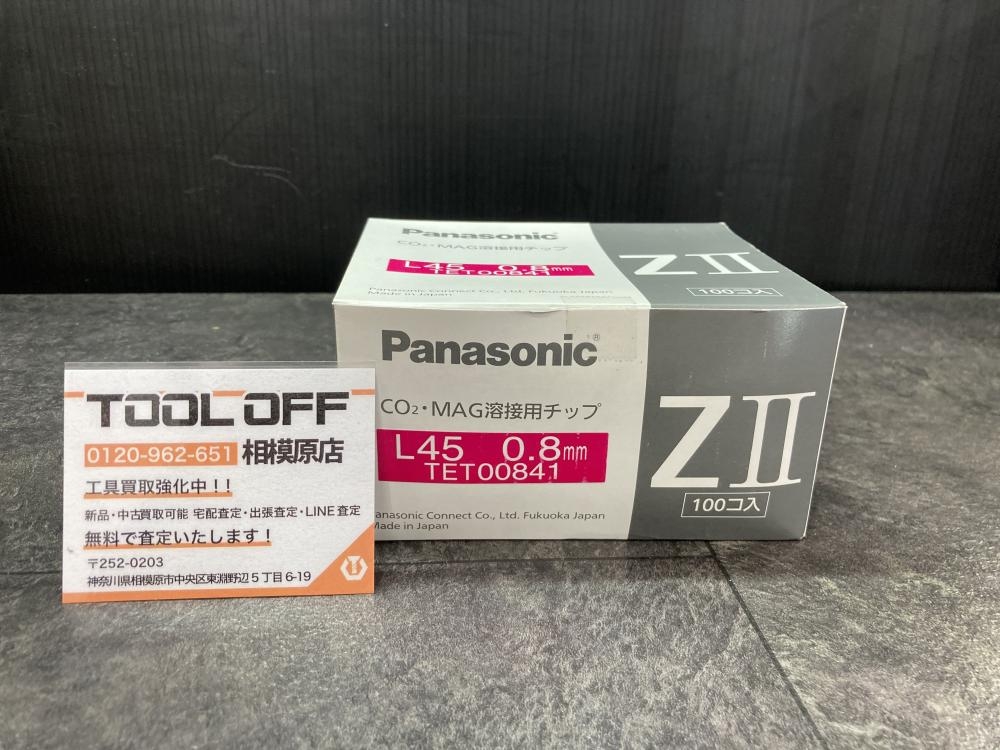 Panasonic
CO₂・MAG溶接用チップ
L45 0.8mm
TET00841
Panasonic Connect Co., Ltd. Fukuoka Japan
Made in Japan
ZII
100コ入
Panasonic®
CO₂・MAG溶接用チップ
L45 0.8mm
TET00841
anasonic Connect Co., Ltd. Fukuoka Japan
Made in Japan
ZII
100コ入
TOOL OFF
0120-962-651 相模原店
工具買取強化中！！
新品・中古買取可能 宅配査定・出張査定・LINE査定
無料で査定いたします！
〒252-0203
神奈川県相模原市中央区東淵野辺5丁目6-19